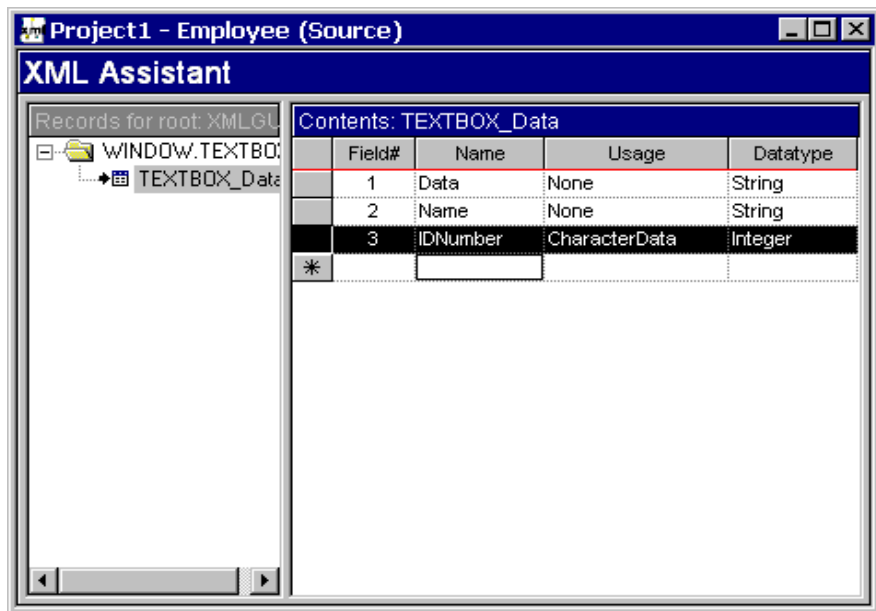 Project1 - Employee (Source)
XML Assistant
Records for root: XMLGU
WINDOW.TEXTBO
TEXTBOX_Data
Contents: TEXTBOX_Data
Field# Name Usage Datatype
1 Data None String
2 Name None String
3 IDNumber CharacterData Integer